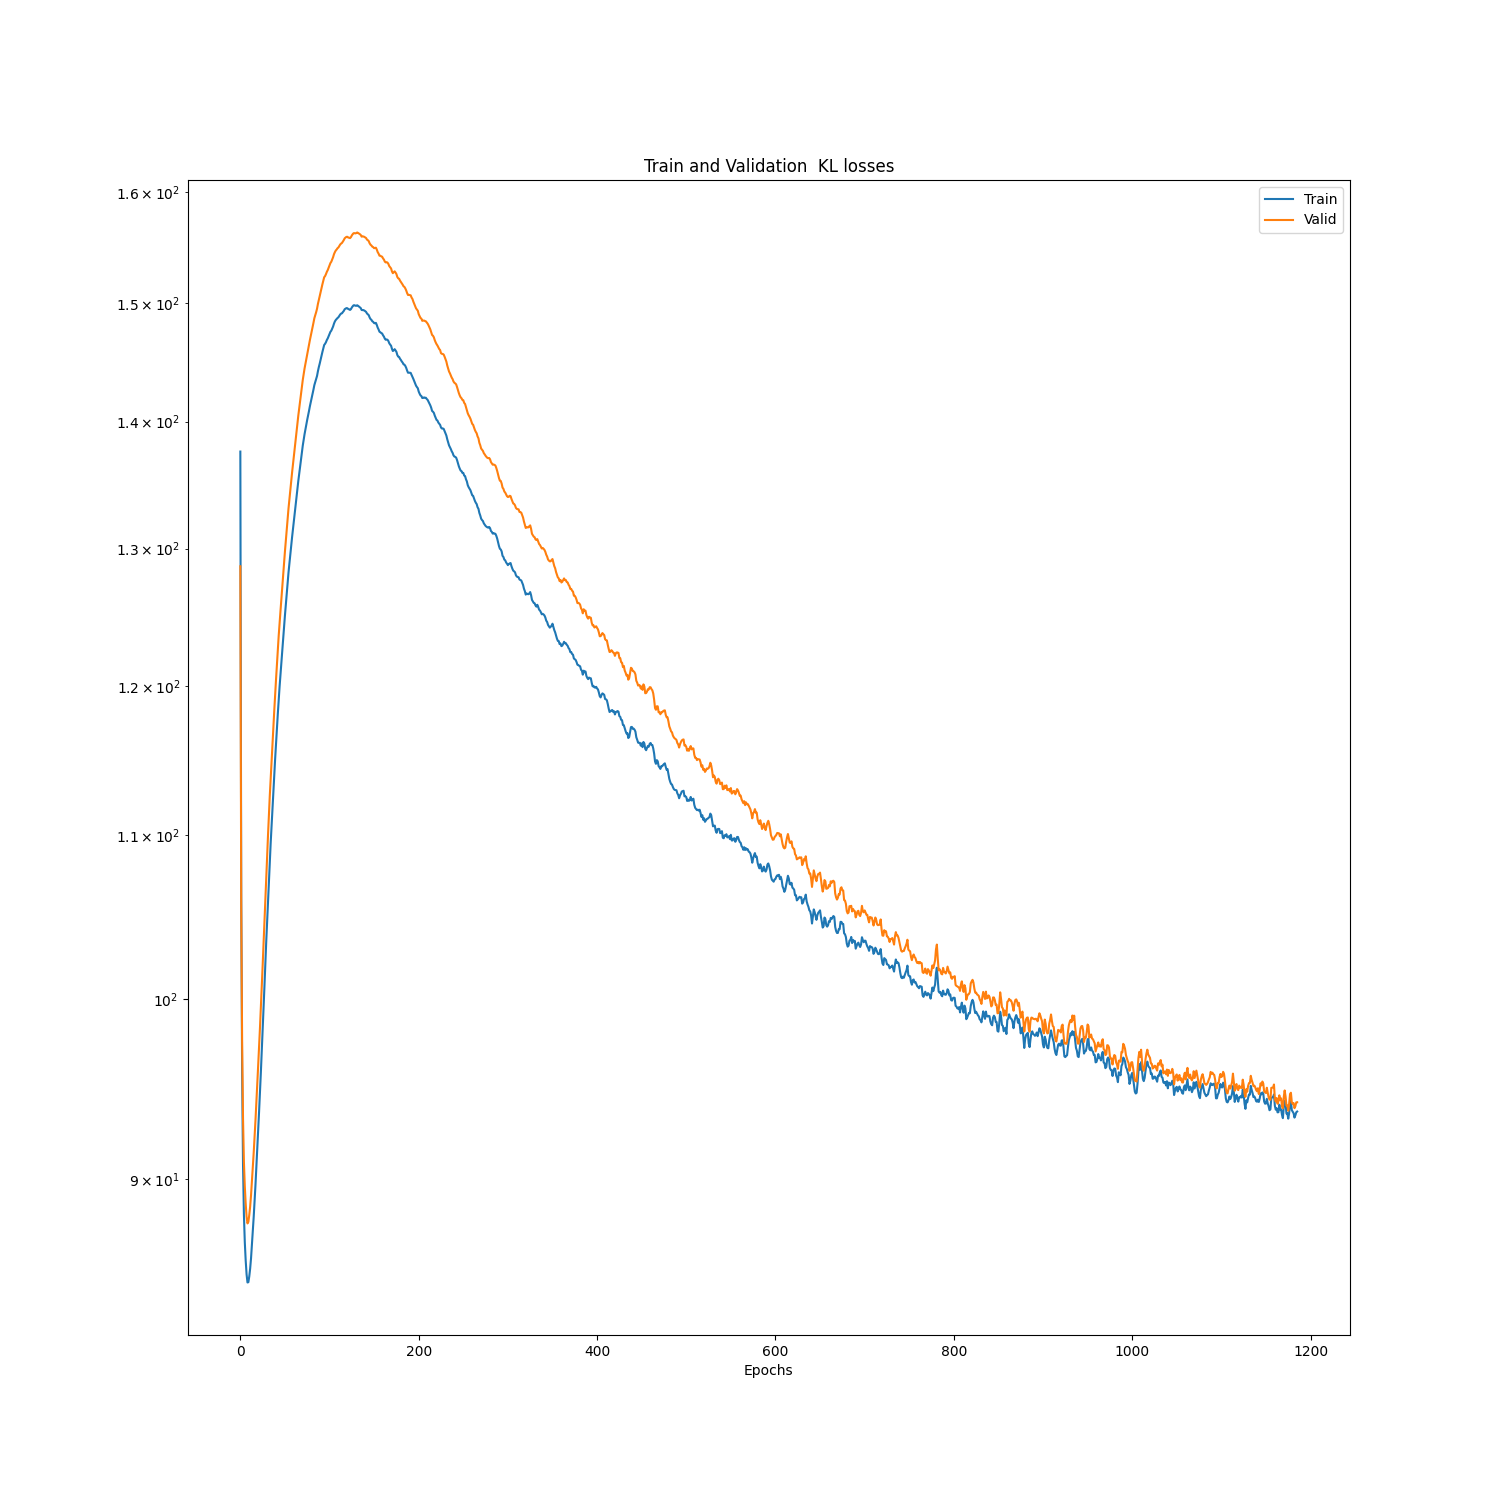 Train and Validation  KL losses
1.6 × 10²
1.5 × 10²
1.4 × 10²
1.3 × 10²
1.2 × 10²
1.1 × 10²
10²
9 × 10¹
Train
Valid
0 200 400 600 800 1000 1200
Epochs